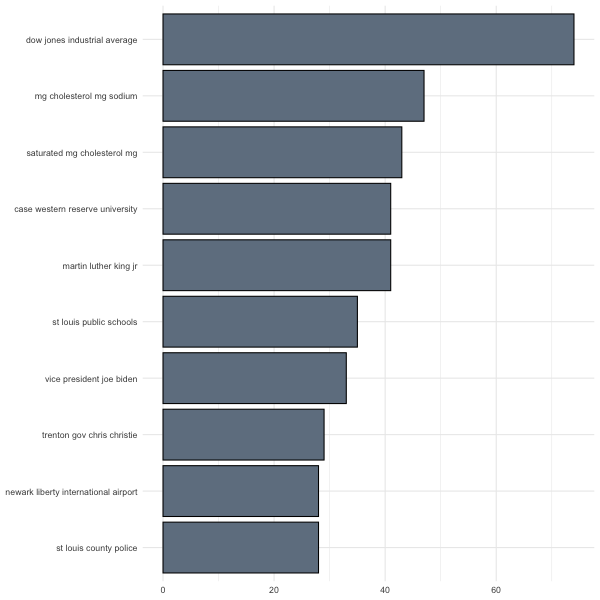 dow jones industrial average
mg cholesterol mg sodium
saturated mg cholesterol mg
case western reserve university
martin luther king jr
st louis public schools
vice president joe biden
trenton gov chris christie
newark liberty international airport
st louis county police
0 20 40 60